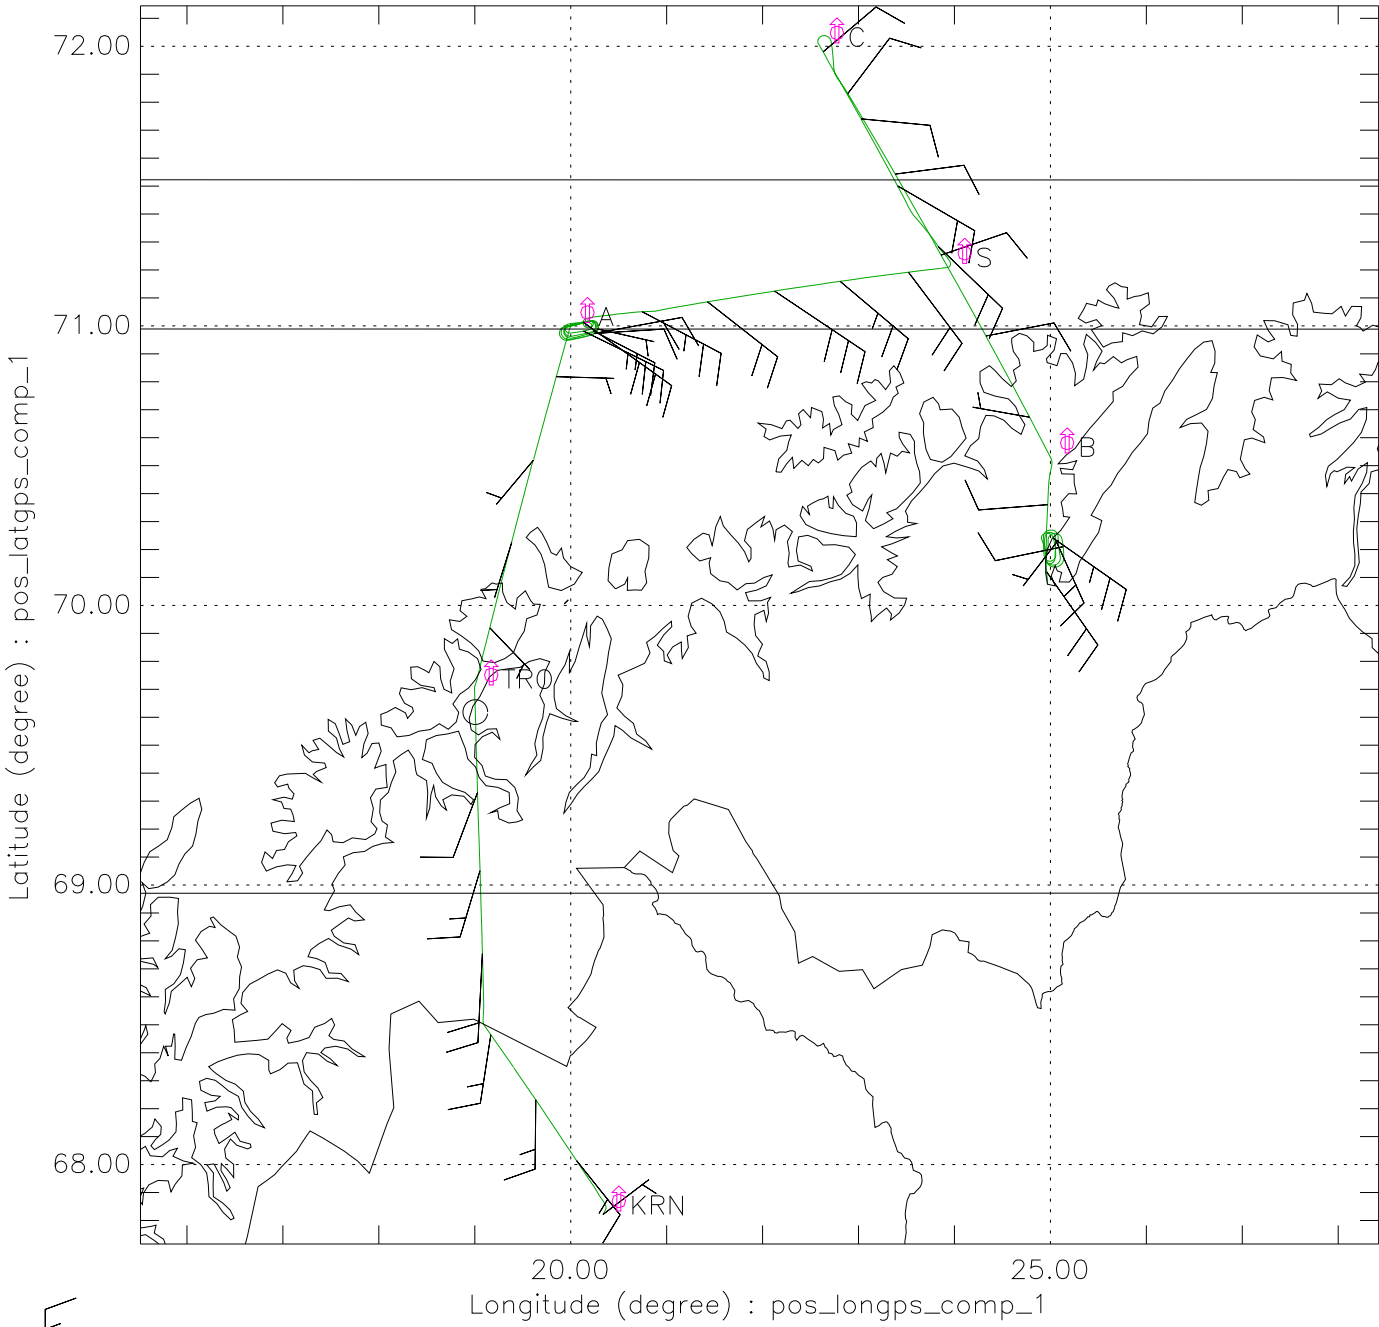 72.00
C
S
71.00
A
B
70.00
TRO
69.00
68.00
KRN
20.00 25.00
Longitude (degree) : pos_longps_comp_1
Latitude (degree) : pos_latgps_comp_1